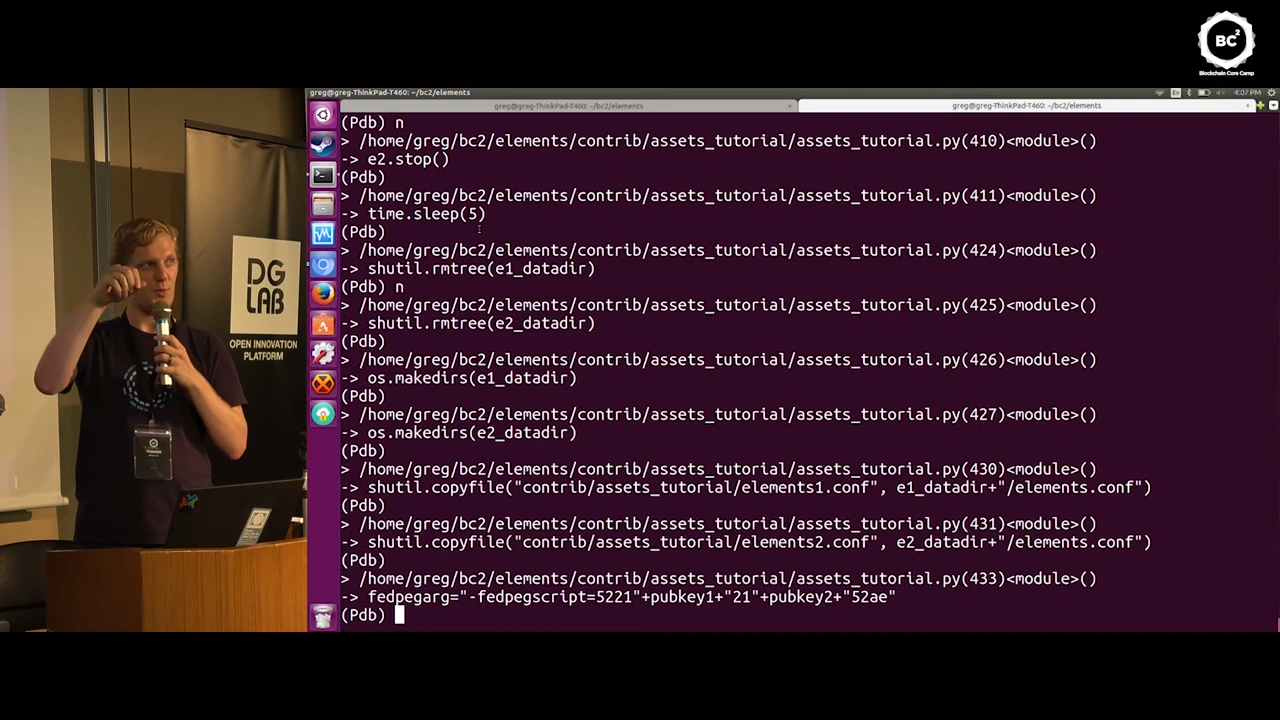 BC2
Blockchain Core Camp
greg@greg-ThinkPad-T460: ~/bc2/elements
En
4:07 PM
greg@greg-ThinkPad-T460: ~/bc2/elements
greg@greg-ThinkPad-T460: ~/bc2/elements
(Pdb) n
> /home/greg/bc2/elements/contrib/assets_tutorial/assets_tutorial.py(410)<module>()
-> e2.stop()
(Pdb)
> /home/greg/bc2/elements/contrib/assets_tutorial/assets_tutorial.py(411)<module>()
-> time.sleep(5)
(Pdb)
> /home/greg/bc2/elements/contrib/assets_tutorial/assets_tutorial.py(424)<module>()
-> shutil.rmtree(e1_datadir)
(Pdb) n
> /home/greg/bc2/elements/contrib/assets_tutorial/assets_tutorial.py(425)<module>()
-> shutil.rmtree(e2_datadir)
(Pdb)
> /home/greg/bc2/elements/contrib/assets_tutorial/assets_tutorial.py(426)<module>()
-> os.makedirs(e1_datadir)
(Pdb)
> /home/greg/bc2/elements/contrib/assets_tutorial/assets_tutorial.py(427)<module>()
-> os.makedirs(e2_datadir)
(Pdb)
> /home/greg/bc2/elements/contrib/assets_tutorial/assets_tutorial.py(430)<module>()
-> shutil.copyfile("contrib/assets_tutorial/elements1.conf", e1_datadir+"/elements.conf")
(Pdb)
> /home/greg/bc2/elements/contrib/assets_tutorial/assets_tutorial.py(431)<module>()
-> shutil.copyfile("contrib/assets_tutorial/elements2.conf", e2_datadir+"/elements.conf")
(Pdb)
> /home/greg/bc2/elements/contrib/assets_tutorial/assets_tutorial.py(433)<module>()
-> fedpegarg="-fedpegscript=5221"+pubkey1+"21"+pubkey2+"52ae"
(Pdb)
DG
LAB
OPEN INNOVATION
PLATFORM